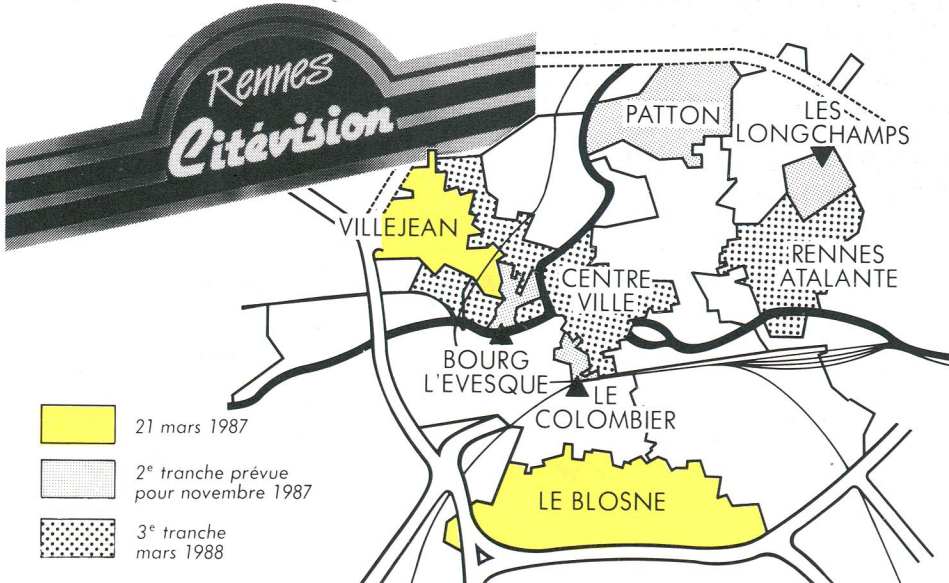 Rennes
Citévision
PATTON
LES
LONGCHAMPS
VILLEJEAN
CENTRE
VILLE
RENNES
ATALANTE
BOURG
L'EVESQUE
LE
COLOMBIER
LE BLOSNE
21 mars 1987
2e tranche prévue
pour novembre 1987
3e tranche
mars 1988